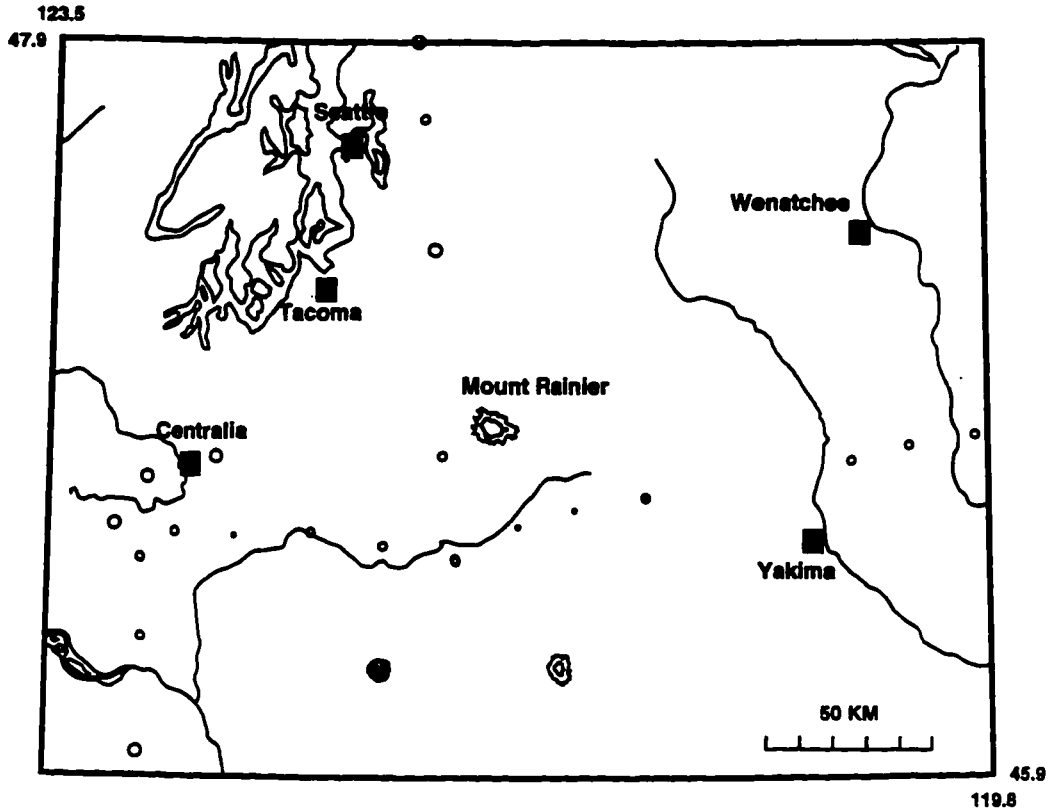 123.5
47.9
Seattle
Wenatchee
Tacoma
Mount Rainier
Centralia
Yakima
50 KM
45.9
119.8